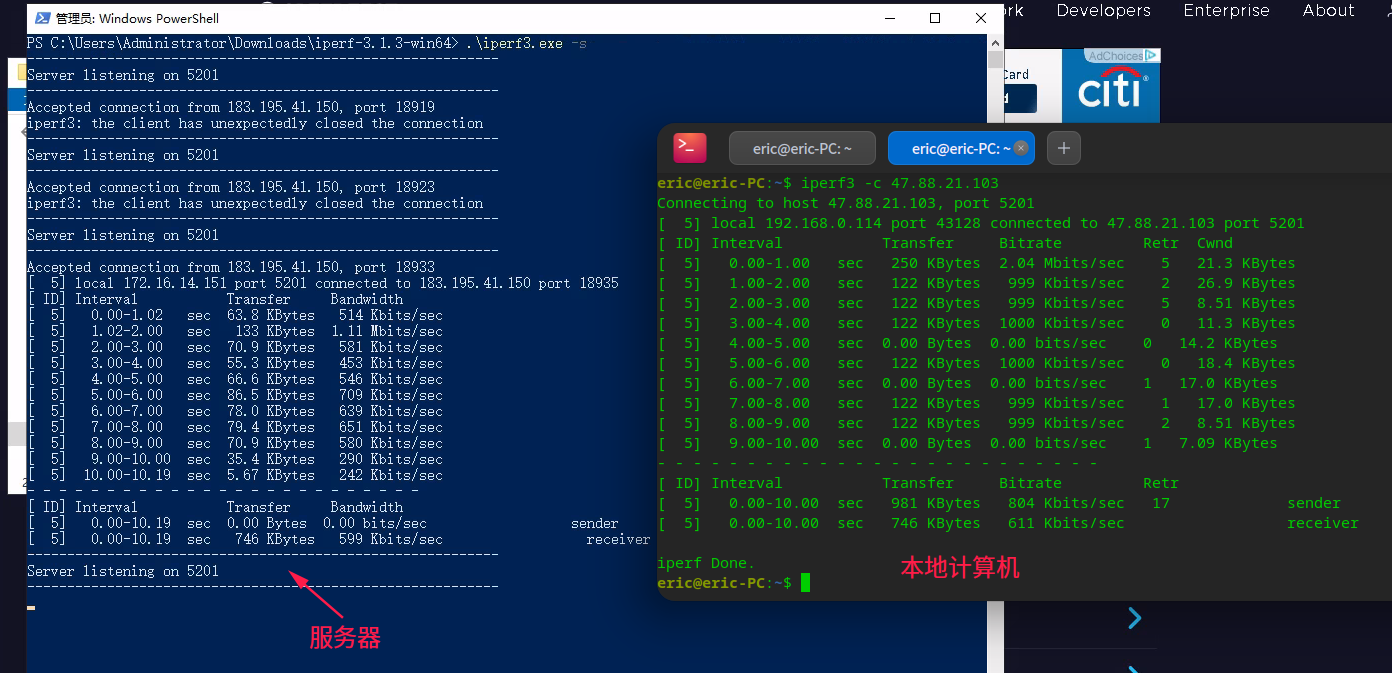 管理员: Windows PowerShell
PS C:\Users\Administrator\Downloads\iperf-3.1.3-win64> .\iperf3.exe -s
-----------------------------------------------------------
Server listening on 5201
-----------------------------------------------------------
Accepted connection from 183.195.41.150, port 18919
iperf3: the client has unexpectedly closed the connection
-----------------------------------------------------------
Server listening on 5201
-----------------------------------------------------------
Accepted connection from 183.195.41.150, port 18923
iperf3: the client has unexpectedly closed the connection
-----------------------------------------------------------
Server listening on 5201
-----------------------------------------------------------
Accepted connection from 183.195.41.150, port 18933
[  5] local 172.16.14.151 port 5201 connected to 183.195.41.150 port 18935
[ ID] Interval           Transfer     Bandwidth
[  5]   0.00-1.02   sec  63.8 KBytes   514 Kbits/sec
[  5]   1.02-2.00   sec   133 KBytes  1.11 Mbits/sec
[  5]   2.00-3.00   sec  70.9 KBytes   581 Kbits/sec
[  5]   3.00-4.00   sec  55.3 KBytes   453 Kbits/sec
[  5]   4.00-5.00   sec  66.6 KBytes   546 Kbits/sec
[  5]   5.00-6.00   sec  86.5 KBytes   709 Kbits/sec
[  5]   6.00-7.00   sec  78.0 KBytes   639 Kbits/sec
[  5]   7.00-8.00   sec  79.4 KBytes   651 Kbits/sec
[  5]   8.00-9.00   sec  70.9 KBytes   580 Kbits/sec
[  5]   9.00-10.00  sec  35.4 KBytes   290 Kbits/sec
[  5]  10.00-10.19  sec  5.67 KBytes   242 Kbits/sec
- - - - - - - - - - - - - - - - - - - - - - - - -
[ ID] Interval           Transfer     Bandwidth
[  5]   0.00-10.19  sec  0.00 Bytes  0.00 bits/sec                  sender
[  5]   0.00-10.19  sec   746 KBytes   599 Kbits/sec                  receiver
-----------------------------------------------------------
Server listening on 5201
-----------------------------------------------------------
服务器
rk Developers Enterprise About
AdChoices
Card
d
citi
eric@eric-PC: ~
eric@eric-PC: ~
eric@eric-PC:~$ iperf3 -c 47.88.21.103
Connecting to host 47.88.21.103, port 5201
[  5] local 192.168.0.114 port 43128 connected to 47.88.21.103 port 5201
[ ID] Interval           Transfer     Bitrate         Retr  Cwnd
[  5]   0.00-1.00   sec   250 KBytes  2.04 Mbits/sec    5   21.3 KBytes
[  5]   1.00-2.00   sec   122 KBytes   999 Kbits/sec    2   26.9 KBytes
[  5]   2.00-3.00   sec   122 KBytes   999 Kbits/sec    5   8.51 KBytes
[  5]   3.00-4.00   sec   122 KBytes  1000 Kbits/sec    0   11.3 KBytes
[  5]   4.00-5.00   sec  0.00 Bytes  0.00 bits/sec    0   14.2 KBytes
[  5]   5.00-6.00   sec   122 KBytes  1000 Kbits/sec    0   18.4 KBytes
[  5]   6.00-7.00   sec  0.00 Bytes  0.00 bits/sec    1   17.0 KBytes
[  5]   7.00-8.00   sec   122 KBytes   999 Kbits/sec    1   17.0 KBytes
[  5]   8.00-9.00   sec   122 KBytes   999 Kbits/sec    2   8.51 KBytes
[  5]   9.00-10.00  sec  0.00 Bytes  0.00 bits/sec    1   7.09 KBytes
- - - - - - - - - - - - - - - - - - - - - - - - -
[ ID] Interval           Transfer     Bitrate         Retr
[  5]   0.00-10.00  sec   981 KBytes   804 Kbits/sec   17             sender
[  5]   0.00-10.00  sec   746 KBytes   611 Kbits/sec                  receiver
iperf Done.
本地计算机
eric@eric-PC:~$